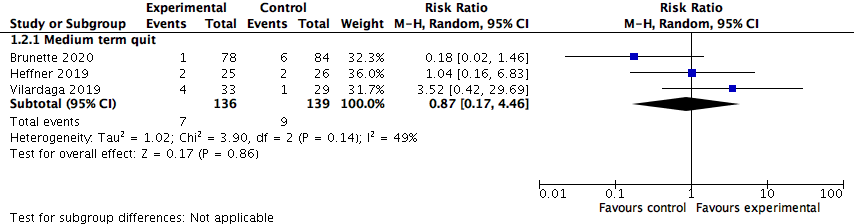 Experimental Control Risk Ratio Risk Ratio
Study or Subgroup Events Total Events Total Weight M-H, Random, 95% CI M-H, Random, 95% CI
1.2.1 Medium term quit
Brunette 2020 1 78 6 84 32.3% 0.18 [0.02, 1.46]
Heffner 2019 2 25 2 26 36.0% 1.04 [0.16, 6.83]
Vilardaga 2019 4 33 1 29 31.7% 3.52 [0.42, 29.69]
Subtotal (95% CI) 136 139 100.0% 0.87 [0.17, 4.46]
Total events 7 9
Heterogeneity: Tau² = 1.02; Chi² = 3.90, df = 2 (P = 0.14); I² = 49%
Test for overall effect: Z = 0.17 (P = 0.86)
0.01 0.1 1 10 100
Favours control Favours experimental
Test for subgroup differences: Not applicable